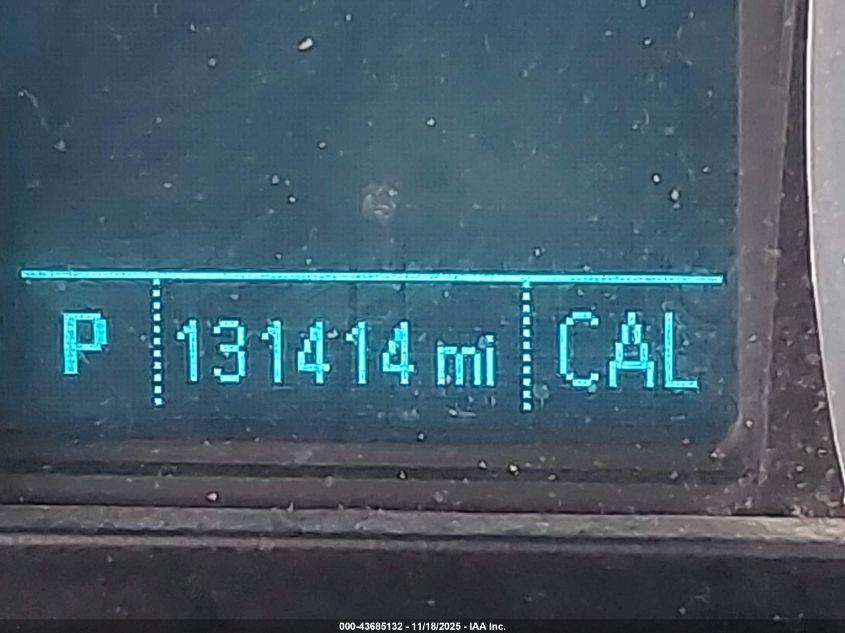 P 131414 mi CAL
000-43685132 - 11/18/2025 - IAA Inc.